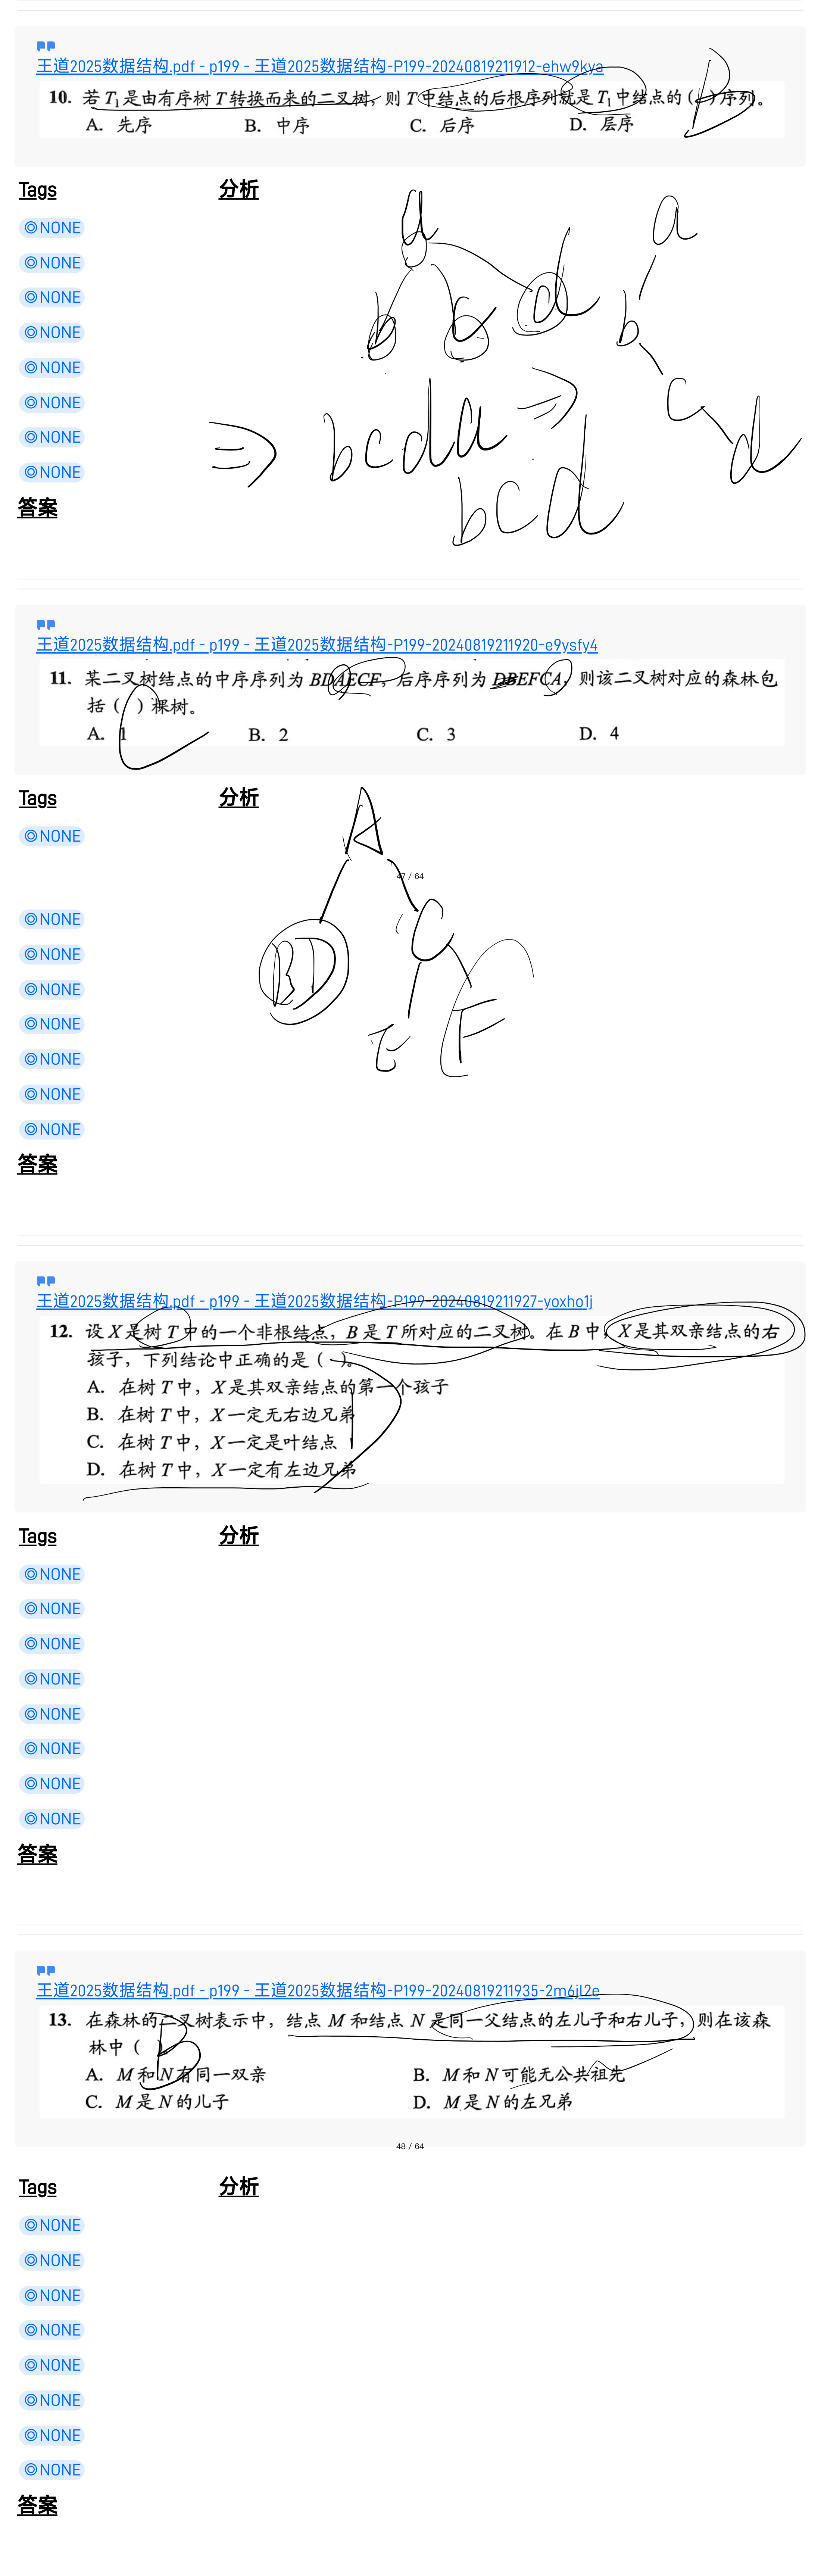 王道2025数据结构.pdf - p199 - 王道2025数据结构-P199-20240819211912-ehw9kya
10. 若 T₁ 是由有序树 T 转换而来的二叉树，则 T 中结点的后根序列就是 T₁ 中结点的（ ）序列。
B
A. 先序 B. 中序 C. 后序 D. 层序
Tags 分析
NONE
NONE
NONE
NONE
NONE
NONE
NONE
NONE
a
b c d
a
b
c
d
⇒ bcda ⇒
bcd
答案
王道2025数据结构.pdf - p199 - 王道2025数据结构-P199-20240819211920-e9ysfy4
11. 某二叉树结点的中序序列为 BDAECF，后序序列为 DBEFCA，则该二叉树对应的森林包
括（ ）棵树。
C
A. 1 B. 2 C. 3 D. 4
Tags 分析
NONE
A
47 / 64
NONE
NONE
NONE
NONE
NONE
NONE
NONE
BD C
E F
答案
王道2025数据结构.pdf - p199 - 王道2025数据结构-P199-20240819211927-yoxho1j
12. 设 X 是树 T 中的一个非根结点，B 是 T 所对应的二叉树。在 B 中，X 是其双亲结点的右
孩子，下列结论中正确的是（ ）。
A. 在树 T 中，X 是其双亲结点的第一个孩子
B. 在树 T 中，X 一定无右边兄弟
C. 在树 T 中，X 一定是叶结点
D. 在树 T 中，X 一定有左边兄弟
D
Tags 分析
NONE
NONE
NONE
NONE
NONE
NONE
NONE
NONE
答案
王道2025数据结构.pdf - p199 - 王道2025数据结构-P199-20240819211935-2m6jl2e
13. 在森林的二叉树表示中，结点 M 和结点 N 是同一父结点的左儿子和右儿子，则在该森
林中（ ）
B
A. M 和 N 有同一双亲 B. M 和 N 可能无公共祖先
C. M 是 N 的儿子 D. M 是 N 的左兄弟
48 / 64
Tags 分析
NONE
NONE
NONE
NONE
NONE
NONE
NONE
NONE
答案